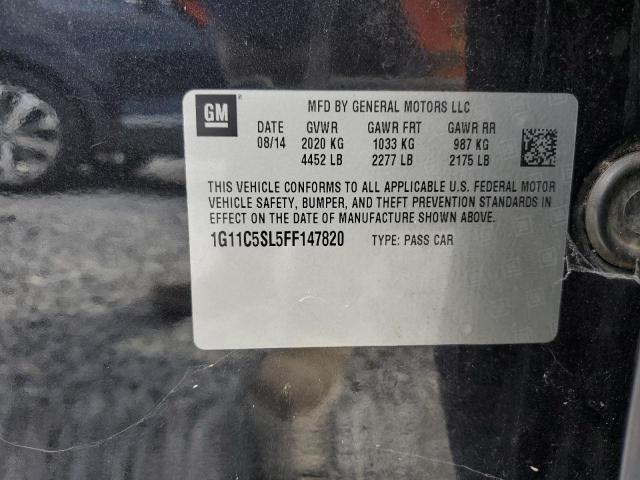 GM
MFD BY GENERAL MOTORS LLC
DATE GVWR GAWR FRT GAWR RR
08/14 2020 KG 1033 KG 987 KG
4452 LB 2277 LB 2175 LB
THIS VEHICLE CONFORMS TO ALL APPLICABLE U.S. FEDERAL MOTOR
VEHICLE SAFETY, BUMPER, AND THEFT PREVENTION STANDARDS IN
EFFECT ON THE DATE OF MANUFACTURE SHOWN ABOVE.
1G11C5SL5FF147820 TYPE: PASS CAR